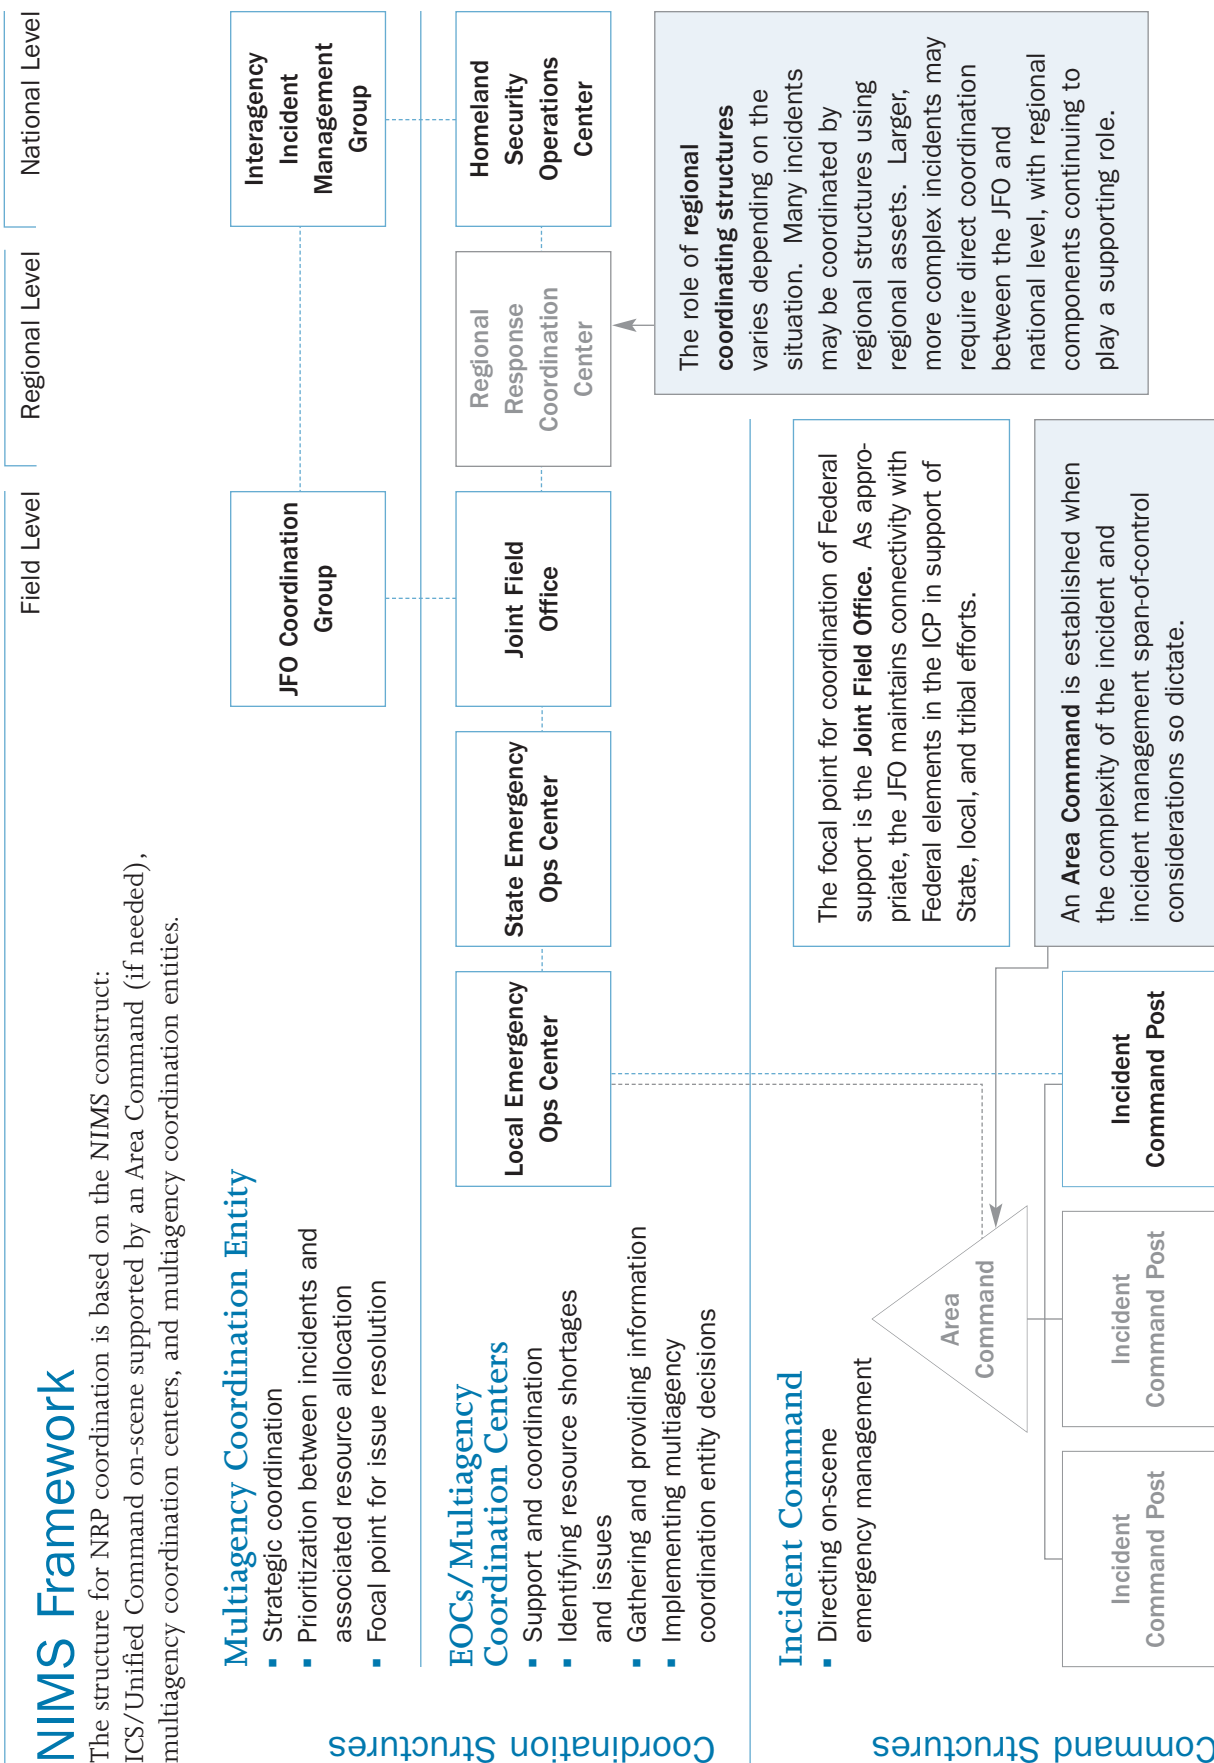 NIMS Framework
The structure for NRP coordination is based on the NIMS construct:
ICS/Unified Command on-scene supported by an Area Command (if needed),
multiagency coordination centers, and multiagency coordination entities.
Field Level
Regional Level
National Level
Coordination Structures
Multiagency Coordination Entity
▪ Strategic coordination
▪ Prioritization between incidents and
associated resource allocation
▪ Focal point for issue resolution
JFO Coordination
Group
Interagency
Incident
Management
Group
EOCs/Multiagency
Coordination Centers
▪ Support and coordination
▪ Identifying resource shortages
and issues
▪ Gathering and providing information
▪ Implementing multiagency
coordination entity decisions
Local Emergency
Ops Center
State Emergency
Ops Center
Joint Field
Office
Regional
Response
Coordination
Center
Homeland
Security
Operations
Center
Command Structures
Incident Command
▪ Directing on-scene
emergency management
Area
Command
Incident
Command Post
Incident
Command Post
Incident
Command Post
The focal point for coordination of Federal
support is the Joint Field Office. As appro-
priate, the JFO maintains connectivity with
Federal elements in the ICP in support of
State, local, and tribal efforts.
An Area Command is established when
the complexity of the incident and
incident management span-of-control
considerations so dictate.
The role of regional
coordinating structures
varies depending on the
situation. Many incidents
may be coordinated by
regional structures using
regional assets. Larger,
more complex incidents may
require direct coordination
between the JFO and
national level, with regional
components continuing to
play a supporting role.